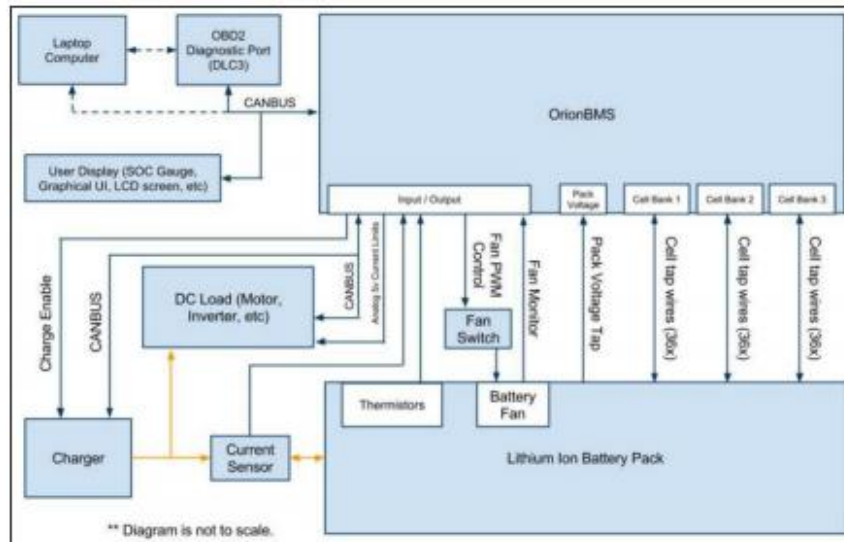 Laptop
Computer
OBD2
Diagnostic Port
(DLC3)
CANBUS
OrionBMS
User Display (SOC Gauge,
Graphical UI, LCD screen, etc)
Input / Output
Pack
Voltage
Cell Bank 1
Cell Bank 2
Cell Bank 3
Charge Enable
CANBUS
DC Load (Motor,
Inverter, etc)
CANBUS
Analog 5v Current Limits
Fan PWM
Control
Fan Monitor
Fan
Switch
Pack Voltage Tap
Cell tap wires (36x)
Cell tap wires (36x)
Cell tap wires (36x)
Thermistors
Battery
Fan
Charger
Current
Sensor
Lithium Ion Battery Pack
** Diagram is not to scale.